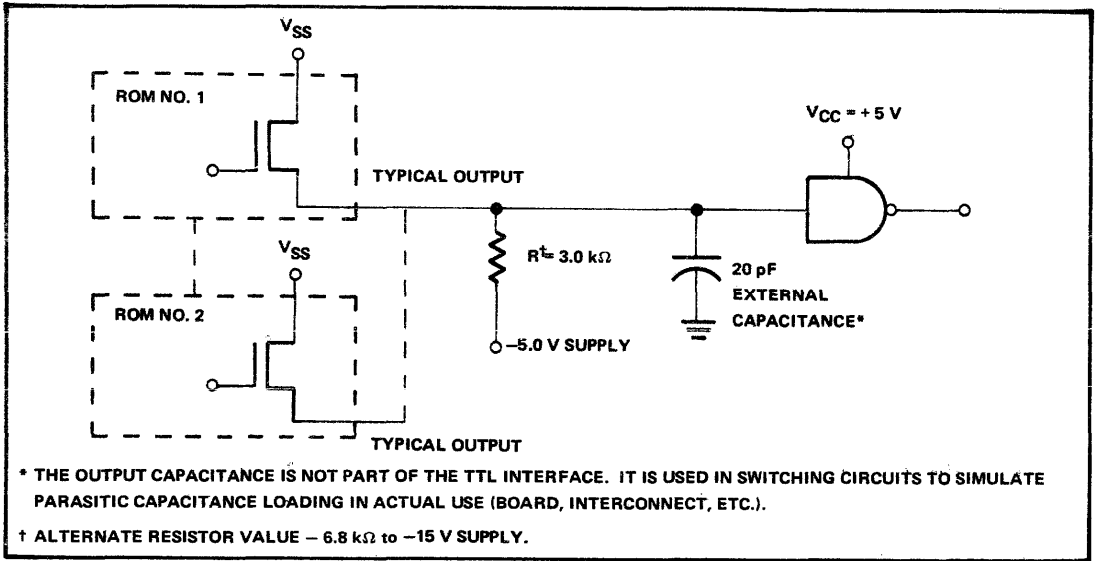 VSS
ROM NO. 1
VCC = +5 V
TYPICAL OUTPUT
VSS
R† = 3.0 kΩ
20 pF
EXTERNAL
CAPACITANCE*
ROM NO. 2
–5.0 V SUPPLY
TYPICAL OUTPUT
* THE OUTPUT CAPACITANCE IS NOT PART OF THE TTL INTERFACE. IT IS USED IN SWITCHING CIRCUITS TO SIMULATE
PARASITIC CAPACITANCE LOADING IN ACTUAL USE (BOARD, INTERCONNECT, ETC.).
† ALTERNATE RESISTOR VALUE – 6.8 kΩ to –15 V SUPPLY.